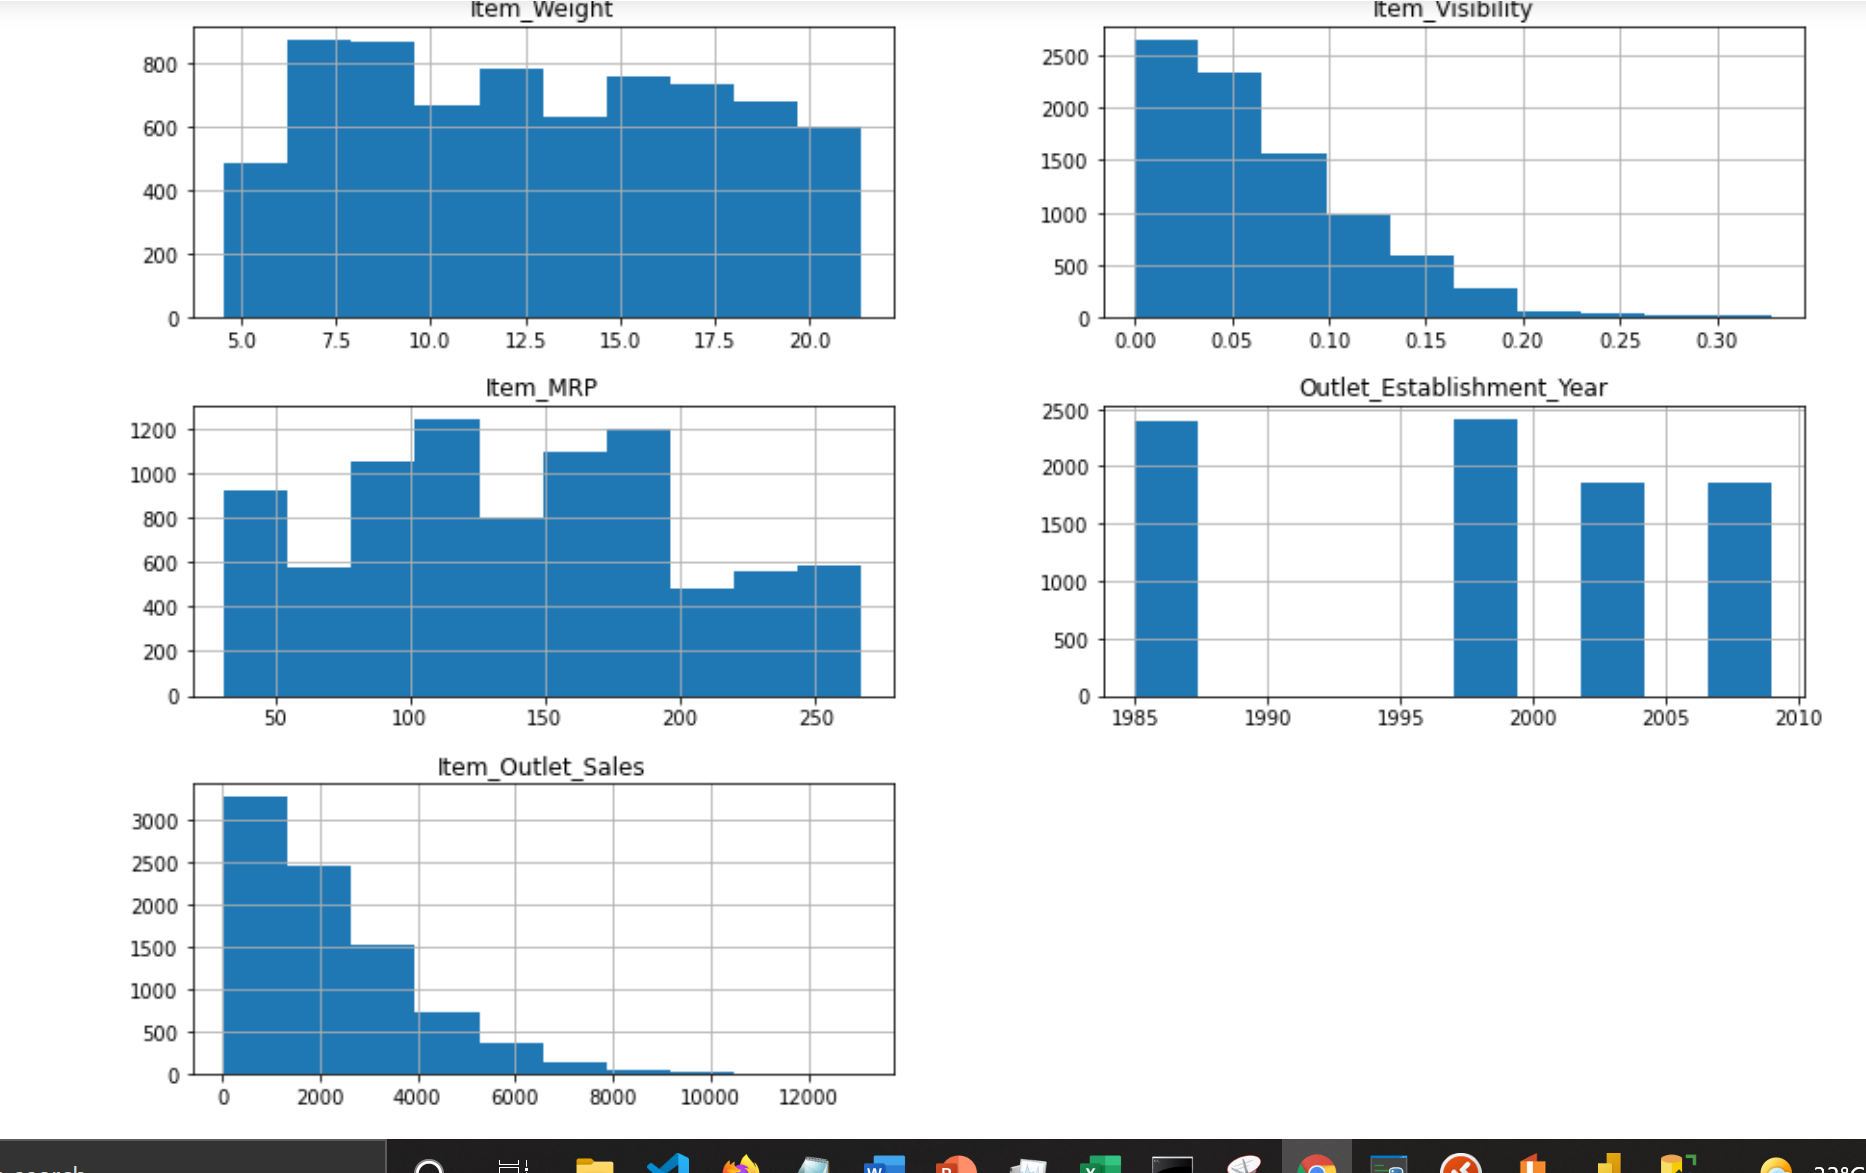 Item_Weight
800
600
400
200
0
5.0 7.5 10.0 12.5 15.0 17.5 20.0
Item_Visibility
2500
2000
1500
1000
500
0
0.00 0.05 0.10 0.15 0.20 0.25 0.30
Item_MRP
1200
1000
800
600
400
200
0
50 100 150 200 250
Outlet_Establishment_Year
2500
2000
1500
1000
500
0
1985 1990 1995 2000 2005 2010
Item_Outlet_Sales
3000
2500
2000
1500
1000
500
0
0 2000 4000 6000 8000 10000 12000
search